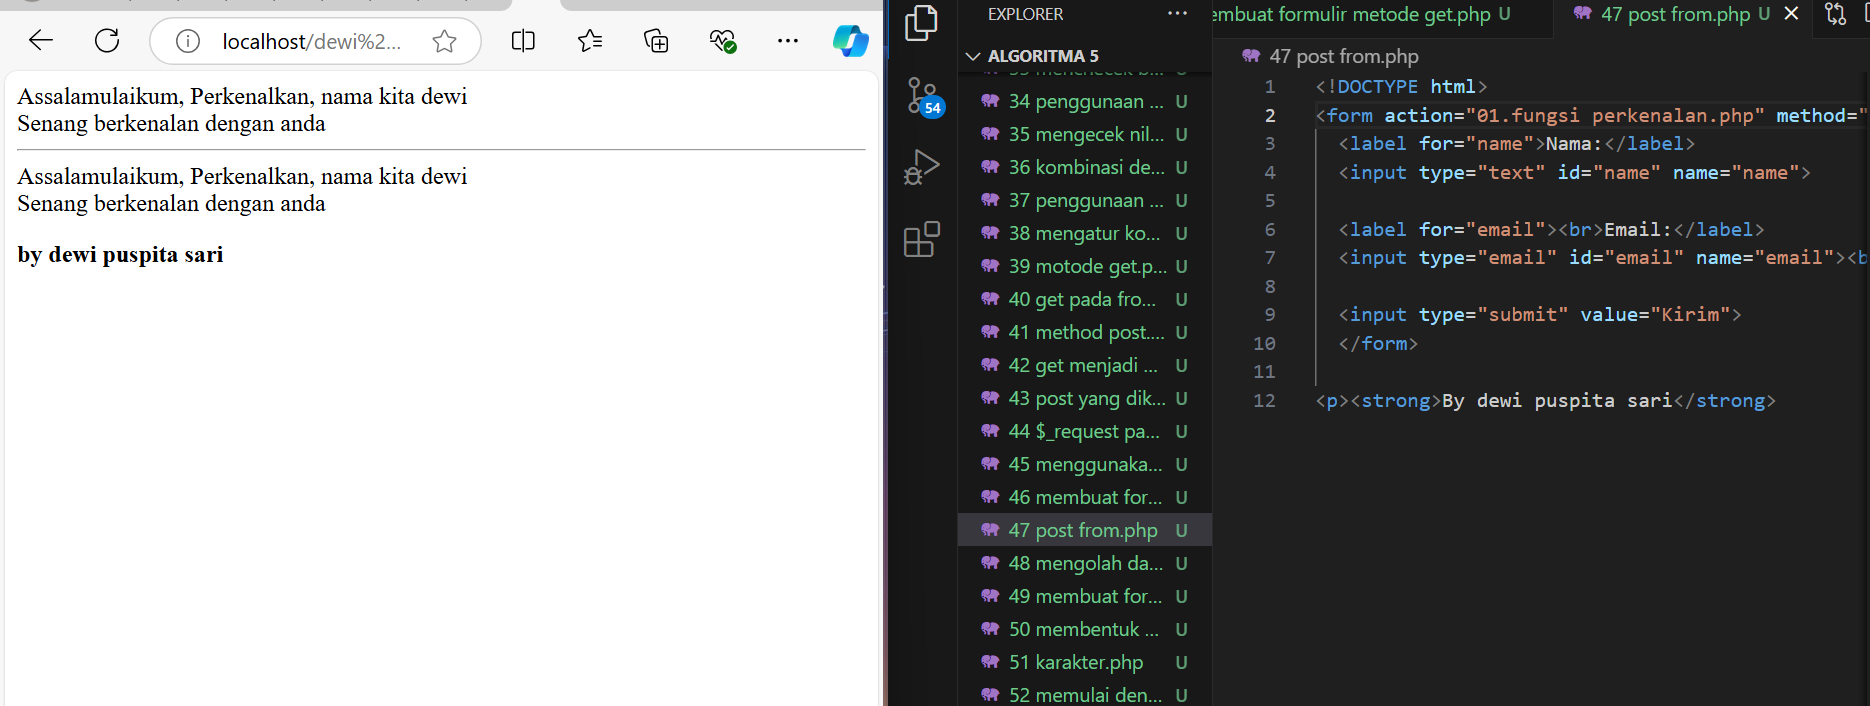 localhost/dewi%2...
Assalamulaikum, Perkenalkan, nama kita dewi
Senang berkenalan dengan anda
Assalamulaikum, Perkenalkan, nama kita dewi
Senang berkenalan dengan anda
by dewi puspita sari
54
EXPLORER
ALGORITMA 5
34 penggunaan ... U
35 mengecek nil... U
36 kombinasi de... U
37 penggunaan ... U
38 mengatur ko... U
39 motode get.p... U
40 get pada fro... U
41 method post.... U
42 get menjadi ... U
43 post yang dik... U
44 $_request pa... U
45 menggunaka... U
46 membuat for... U
47 post from.php U
48 mengolah da... U
49 membuat for... U
50 membentuk ... U
51 karakter.php U
52 memulai den... U
embuat formulir metode get.php U
47 post from.php U
47 post from.php
1 <!DOCTYPE html>
2 <form action="01.fungsi perkenalan.php" method="
3 <label for="name">Nama:</label>
4 <input type="text" id="name" name="name">
5
6 <label for="email"><br>Email:</label>
7 <input type="email" id="email" name="email"><b
8
9 <input type="submit" value="Kirim">
10 </form>
11
12 <p><strong>By dewi puspita sari</strong>